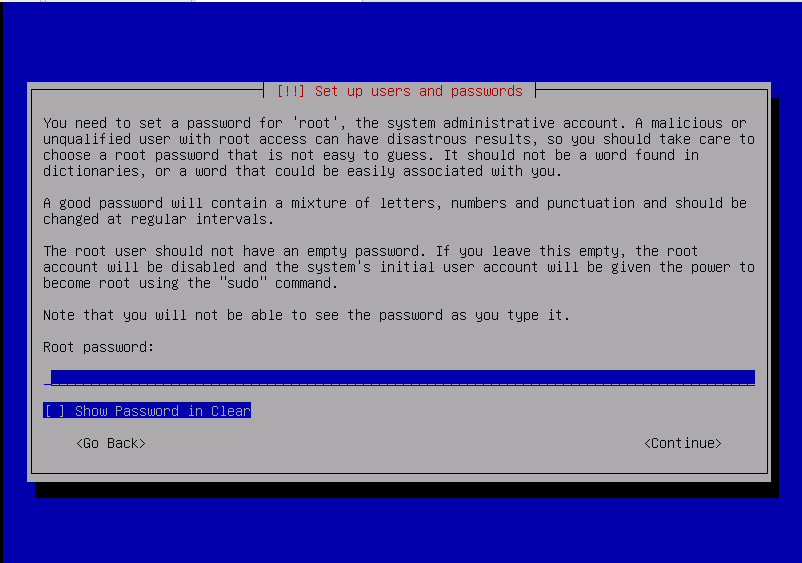 [!!] Set up users and passwords
You need to set a password for 'root', the system administrative account. A malicious or
unqualified user with root access can have disastrous results, so you should take care to
choose a root password that is not easy to guess. It should not be a word found in
dictionaries, or a word that could be easily associated with you.
A good password will contain a mixture of letters, numbers and punctuation and should be
changed at regular intervals.
The root user should not have an empty password. If you leave this empty, the root
account will be disabled and the system's initial user account will be given the power to
become root using the "sudo" command.
Note that you will not be able to see the password as you type it.
Root password:
[ ] Show Password in Clear
<Go Back> <Continue>